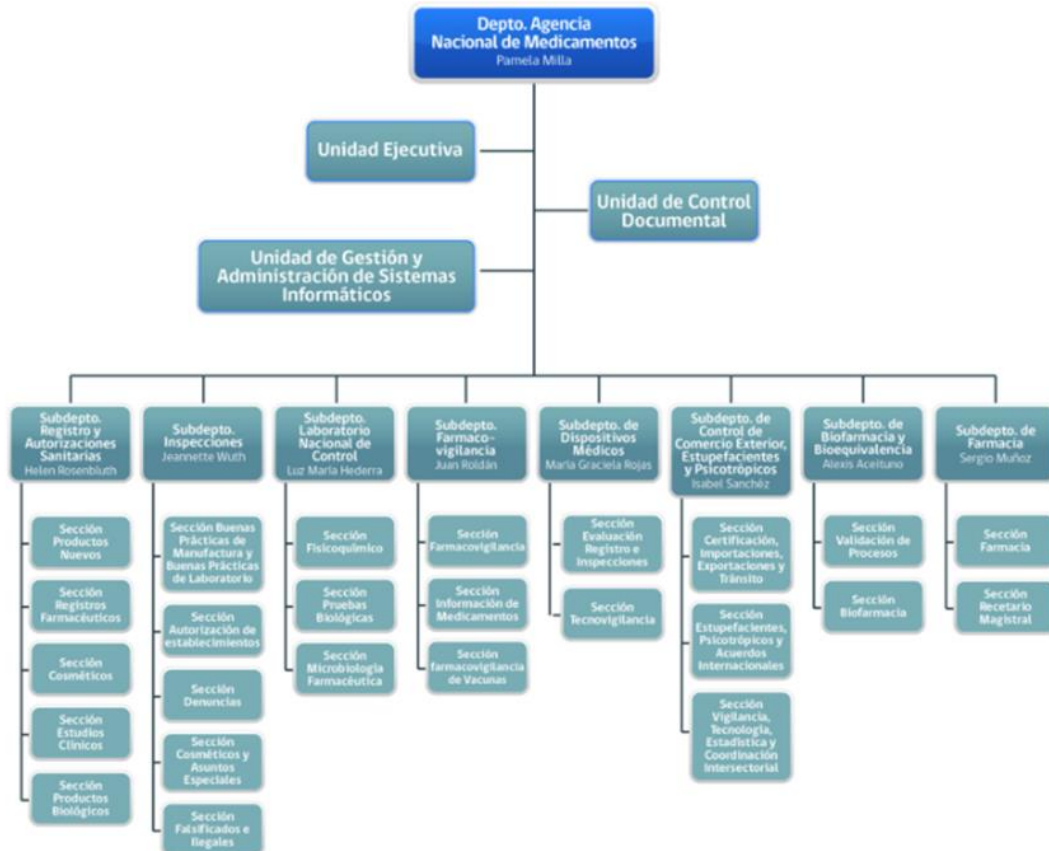 Depto. Agencia
Nacional de Medicamentos
Pamela Milla
Unidad Ejecutiva
Unidad de Control
Documental
Unidad de Gestión y
Administración de Sistemas
Informáticos
Subdepto.
Registro y
Autorizaciones
Sanitarias
Helen Rosenbluth
Subdepto.
Inspecciones
Jeannette Wuth
Subdepto.
Laboratorio
Nacional de
Control
Luz María Hederra
Subdepto.
Farmaco-
vigilancia
Juan Roldán
Subdepto. de
Dispositivos
Médicos
María Graciela Rojas
Subdepto. de
Control de
Comercio Exterior,
Estupefacientes
y Psicotrópicos
Isabel Sanchéz
Subdepto. de
Biofarmacia y
Bioequivalencia
Alexis Aceituno
Subdepto. de
Farmacia
Sergio Muñoz
Sección
Productos
Nuevos
Sección
Registros
Farmacéuticos
Sección
Cosméticos
Sección
Estudios
Clínicos
Sección
Productos
Biológicos
Sección Buenas
Prácticas de
Manufactura y
Buenas Prácticas
de Laboratorio
Sección
Autorización de
establecimientos
Sección
Denuncias
Sección
Cosméticos y
Asuntos
Especiales
Sección
Falsificados e
Ilegales
Sección
Fisicoquímico
Sección
Pruebas
Biológicas
Sección
Microbiología
Farmacéutica
Sección
Farmacovigilancia
Sección
Información de
Medicamentos
Sección
farmacovigilancia
de Vacunas
Sección
Evaluación
Registro e
Inspecciones
Sección
Tecnovigilancia
Sección
Certificación,
Importaciones,
Exportaciones y
Tránsito
Sección
Estupefacientes,
Psicotrópicos y
Acuerdos
Internacionales
Sección
Vigilancia,
Tecnología,
Estadística y
Coordinación
Intersectorial
Sección
Validación de
Procesos
Sección
Biofarmacia
Sección
Farmacia
Sección
Recetario
Magistral